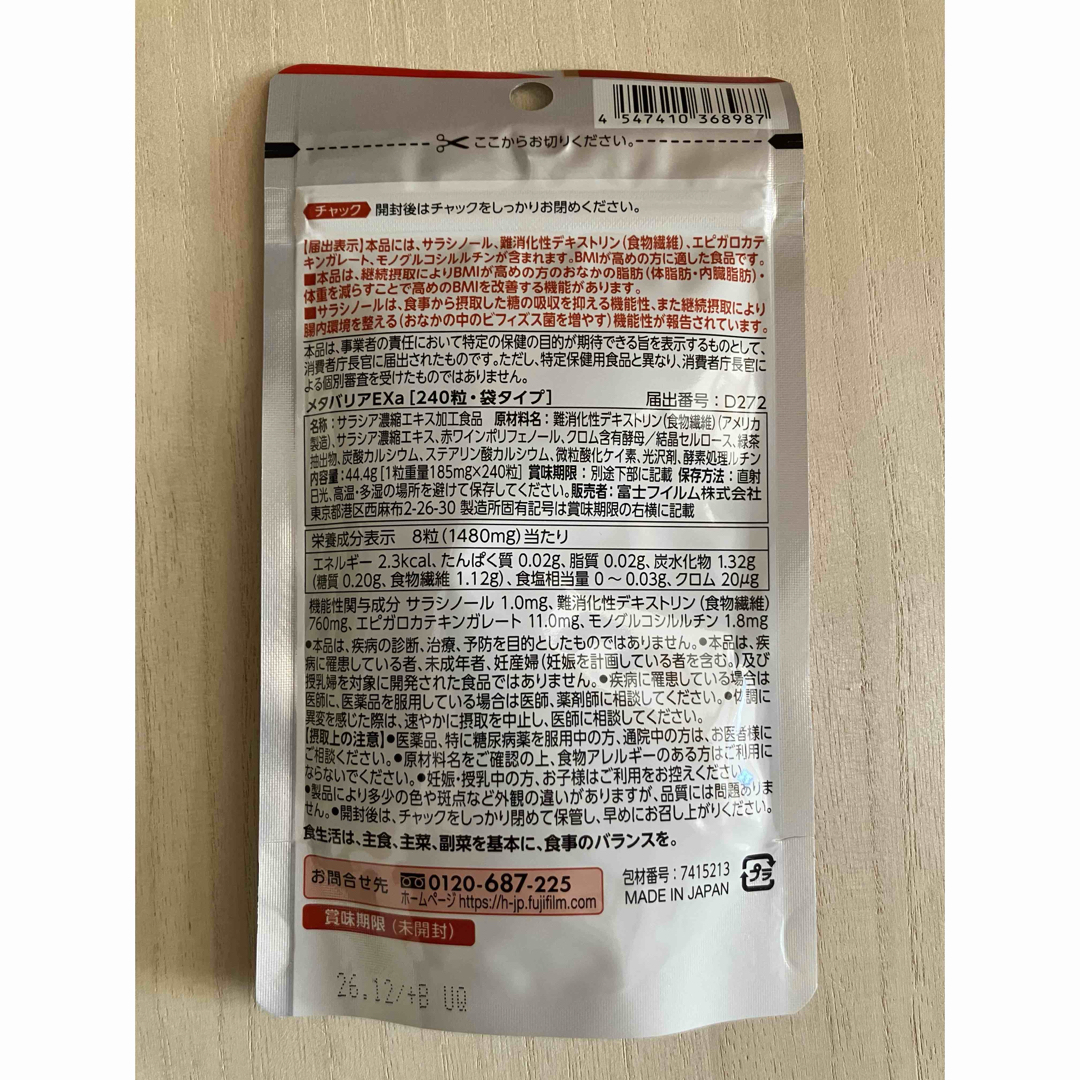 4 547410 368987
ここからお切りください。
チャック 開封後はチャックをしっかりお閉めください。
【届出表示】本品には、サラシノール、難消化性デキストリン(食物繊維)、エピガロカテ
キンガレート、モノグルコシルルチンが含まれます。BMIが高めの方に適した食品です。
■本品は、継続摂取によりBMIが高めの方のおなかの脂肪(体脂肪・内臓脂肪)・
体重を減らすことで高めのBMIを改善する機能があります。
■サラシノールは、食事から摂取した糖の吸収を抑える機能性、また継続摂取により
腸内環境を整える(おなかの中のビフィズス菌を増やす)機能性が報告されています。
本品は、事業者の責任において特定の保健の目的が期待できる旨を表示するものとして、
消費者庁長官に届出されたものです。ただし、特定保健用食品と異なり、消費者庁長官に
よる個別審査を受けたものではありません。
メタバリアEXa [240粒・袋タイプ] 届出番号:D272
名称:サラシア濃縮エキス加工食品 原材料名:難消化性デキストリン(食物繊維)(アメリカ
製造)、サラシア濃縮エキス、赤ワインポリフェノール、クロム含有酵母/結晶セルロース、緑茶
抽出物、炭酸カルシウム、ステアリン酸カルシウム、微粒酸化ケイ素、光沢剤、酵素処理ルチン
内容量:44.4g[1粒重量185mg×240粒] 賞味期限:別途下部に記載 保存方法:直射
日光、高温・多湿の場所を避けて保存してください。販売者:富士フイルム株式会社
東京都港区西麻布2-26-30 製造所固有記号は賞味期限の右横に記載
栄養成分表示 8粒(1480mg)当たり
エネルギー 2.3kcal、たんぱく質 0.02g、脂質 0.02g、炭水化物 1.32g
(糖質 0.20g、食物繊維 1.12g)、食塩相当量 0〜0.03g、クロム 20μg
機能性関与成分 サラシノール 1.0mg、難消化性デキストリン(食物繊維)
760mg、エピガロカテキンガレート 11.0mg、モノグルコシルルチン 1.8mg
●本品は、疾病の診断、治療、予防を目的としたものではありません。●本品は、疾
病に罹患している者、未成年者、妊産婦(妊娠を計画している者を含む。)及び
授乳婦を対象に開発された食品ではありません。●疾病に罹患している場合は
医師に、医薬品を服用している場合は医師、薬剤師に相談してください。●体調に
異変を感じた際は、速やかに摂取を中止し、医師に相談してください。
【摂取上の注意】●医薬品、特に糖尿病薬を服用中の方、通院中の方は、お医者様に
ご相談ください。●原材料名をご確認の上、食物アレルギーのある方はご利用に
ならないでください。●妊娠・授乳中の方、お子様はご利用をお控えください。
●製品により多少の色や斑点など外観の違いがありますが、品質には問題ありま
せん。●開封後は、チャックをしっかり閉めて保管し、早めにお召し上がりください。
食生活は、主食、主菜、副菜を基本に、食事のバランスを。
お問合せ先 0120-687-225
ホームページ https://h-jp.fujifilm.com
包材番号:7415213
MADE IN JAPAN
プラ
賞味期限(未開封)
26.12/+B UQ